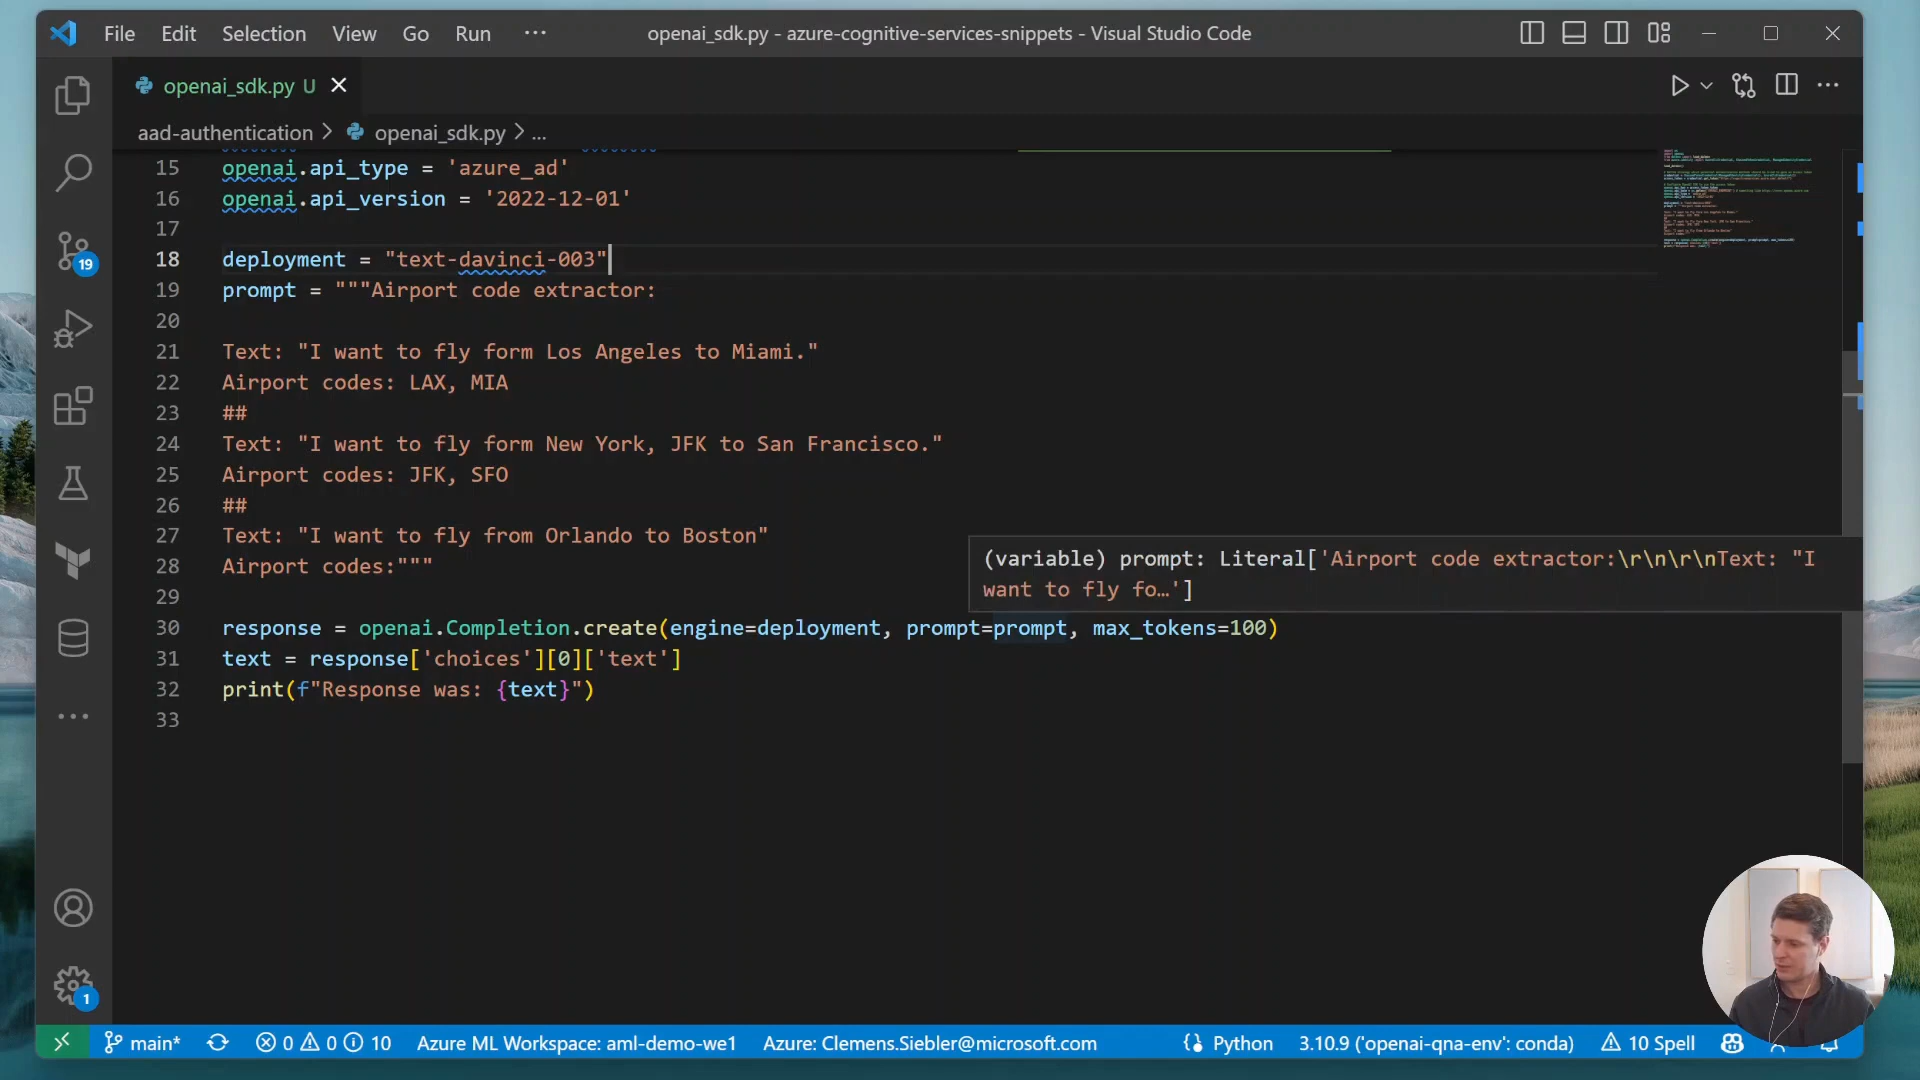 File Edit Selection View Go Run ··· openai_sdk.py - azure-cognitive-services-snippets - Visual Studio Code
openai_sdk.py U
aad-authentication > openai_sdk.py > ...
15 openai.api_type = 'azure_ad'
16 openai.api_version = '2022-12-01'
17
18 deployment = "text-davinci-003"
19 prompt = """Airport code extractor:
20
21 Text: "I want to fly form Los Angeles to Miami."
22 Airport codes: LAX, MIA
23 ##
24 Text: "I want to fly form New York, JFK to San Francisco."
25 Airport codes: JFK, SFO
26 ##
27 Text: "I want to fly from Orlando to Boston"
28 Airport codes:"""
(variable) prompt: Literal['Airport code extractor:\r\n\r\nText: "I
want to fly fo…']
29
30 response = openai.Completion.create(engine=deployment, prompt=prompt, max_tokens=100)
31 text = response['choices'][0]['text']
32 print(f"Response was: {text}")
33
19
1
main* 0 0 10 Azure ML Workspace: aml-demo-we1 Azure: Clemens.Siebler@microsoft.com Python 3.10.9 ('openai-qna-env': conda) 10 Spell